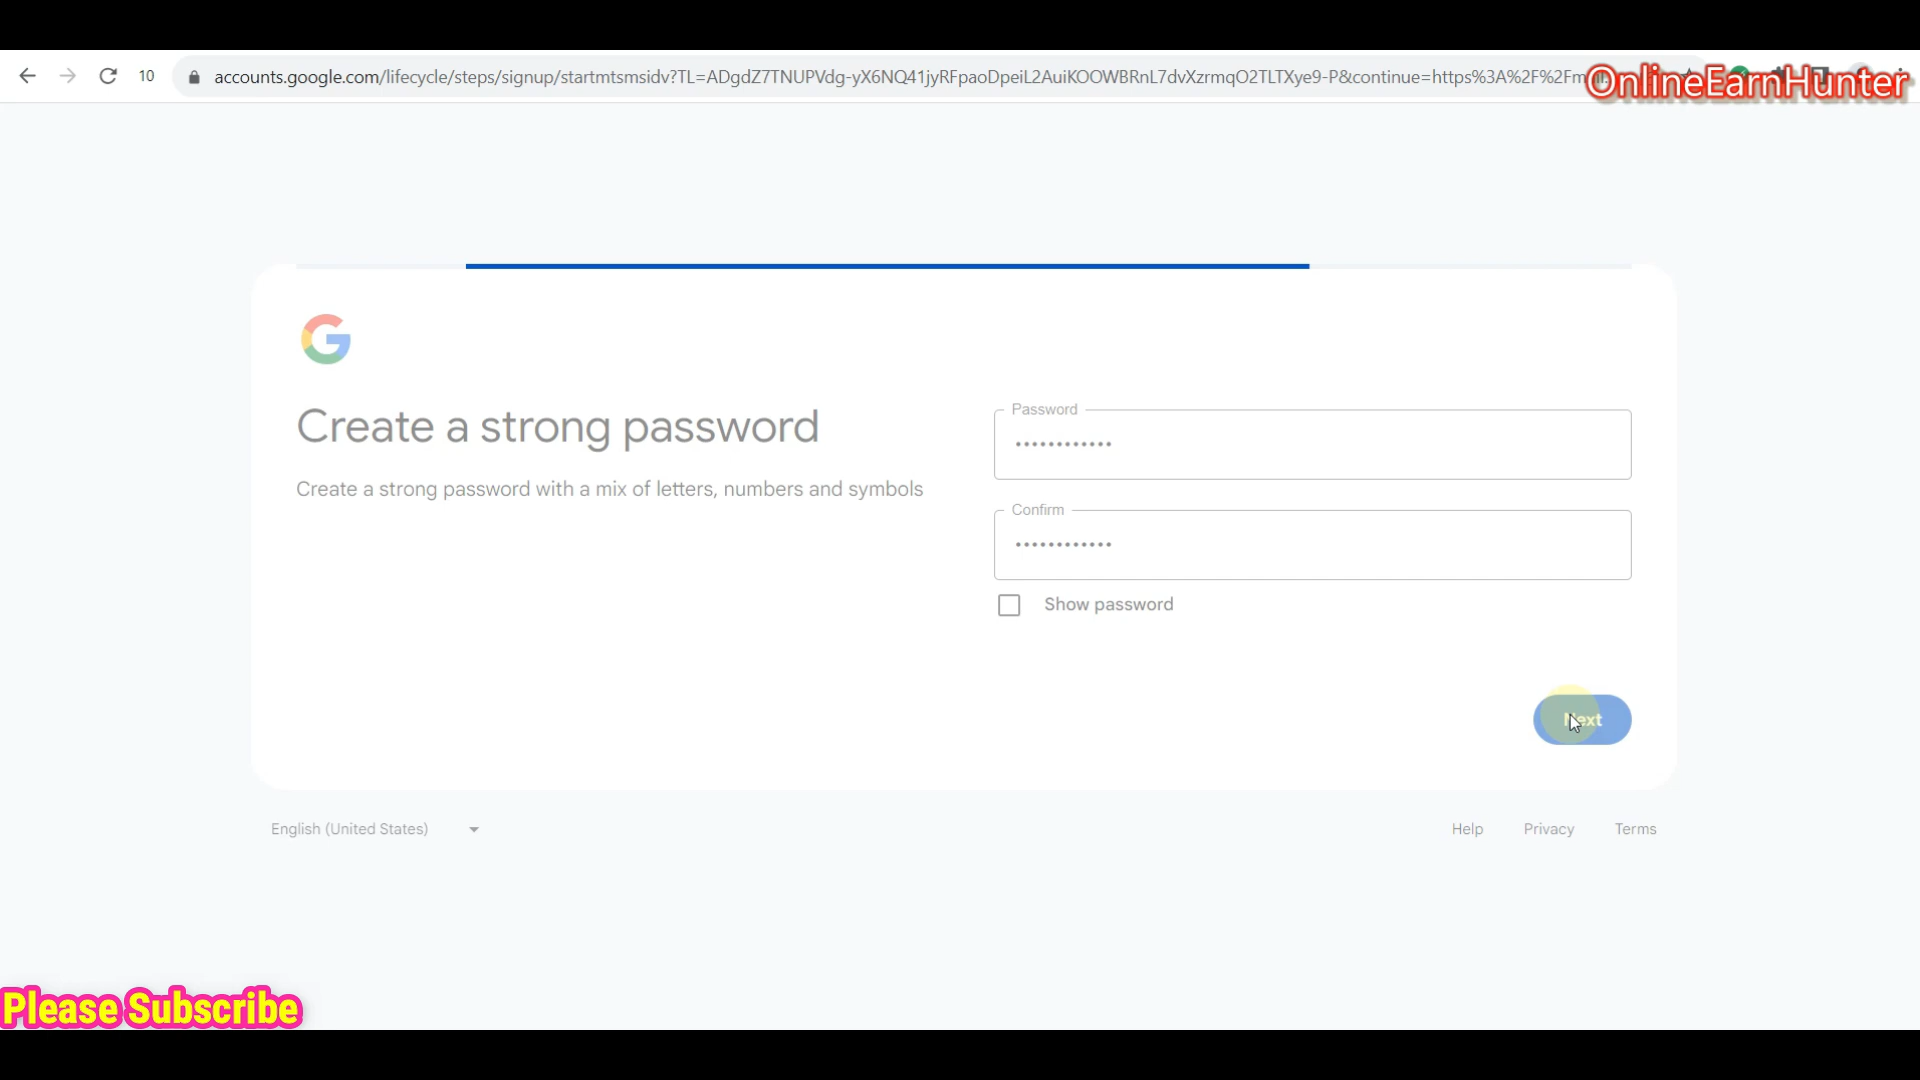 10
accounts.google.com/lifecycle/steps/signup/startmtsmsidv?TL=ADgdZ7TNUPVdg-yX6NQ41jyRFpaoDpeiL2AuiKOOWBRnL7dvXzrmqO2TLTXye9-P&continue=https%3A%2F%2Fm
OnlineEarnHunter
G
Create a strong password
Create a strong password with a mix of letters, numbers and symbols
Password
Confirm
Show password
Next
English (United States)
Help
Privacy
Terms
Please Subscribe